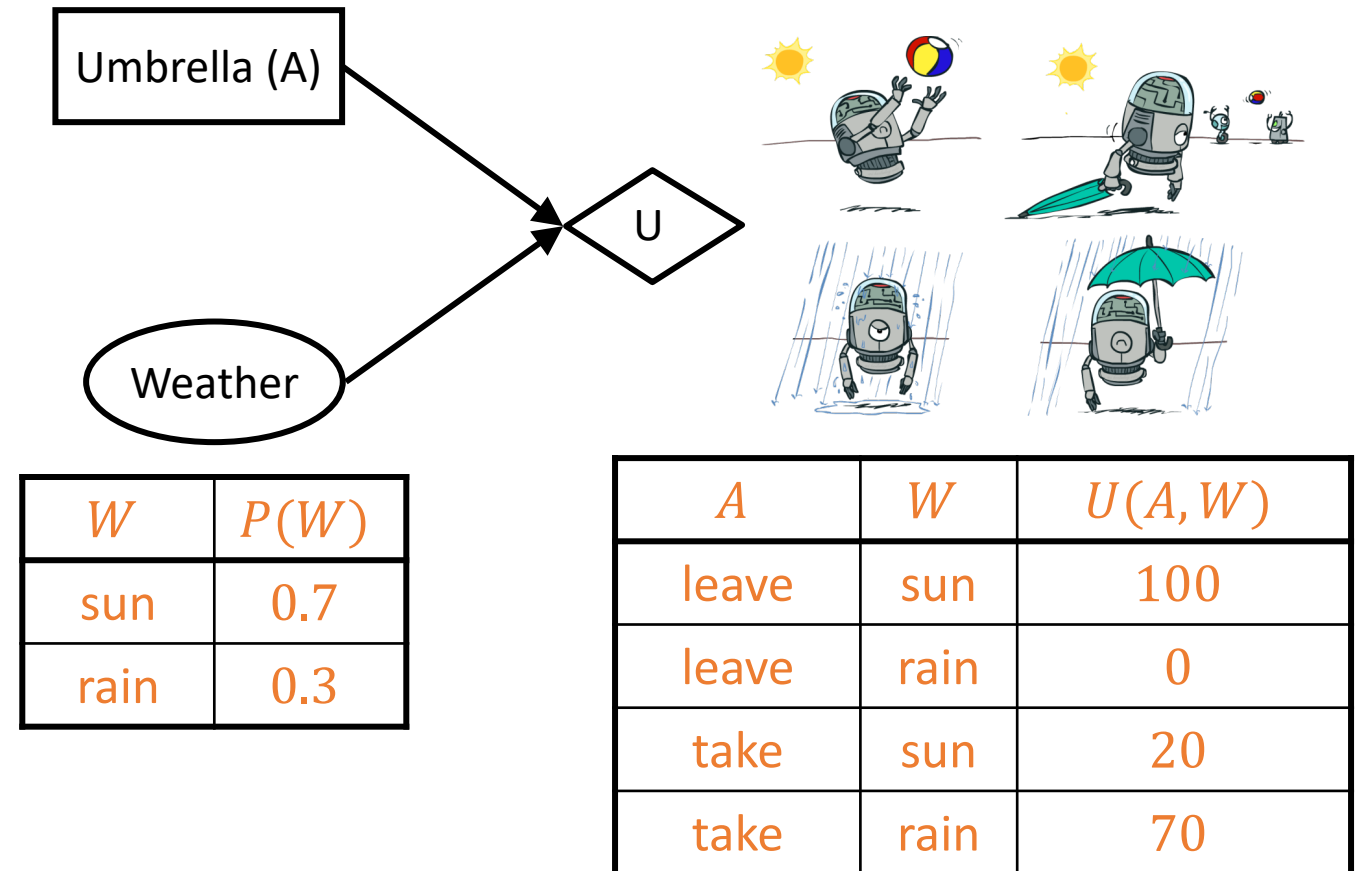 Umbrella (A)
U
Weather
W P(W)
sun 0.7
rain 0.3
A W U(A, W)
leave sun 100
leave rain 0
take sun 20
take rain 70